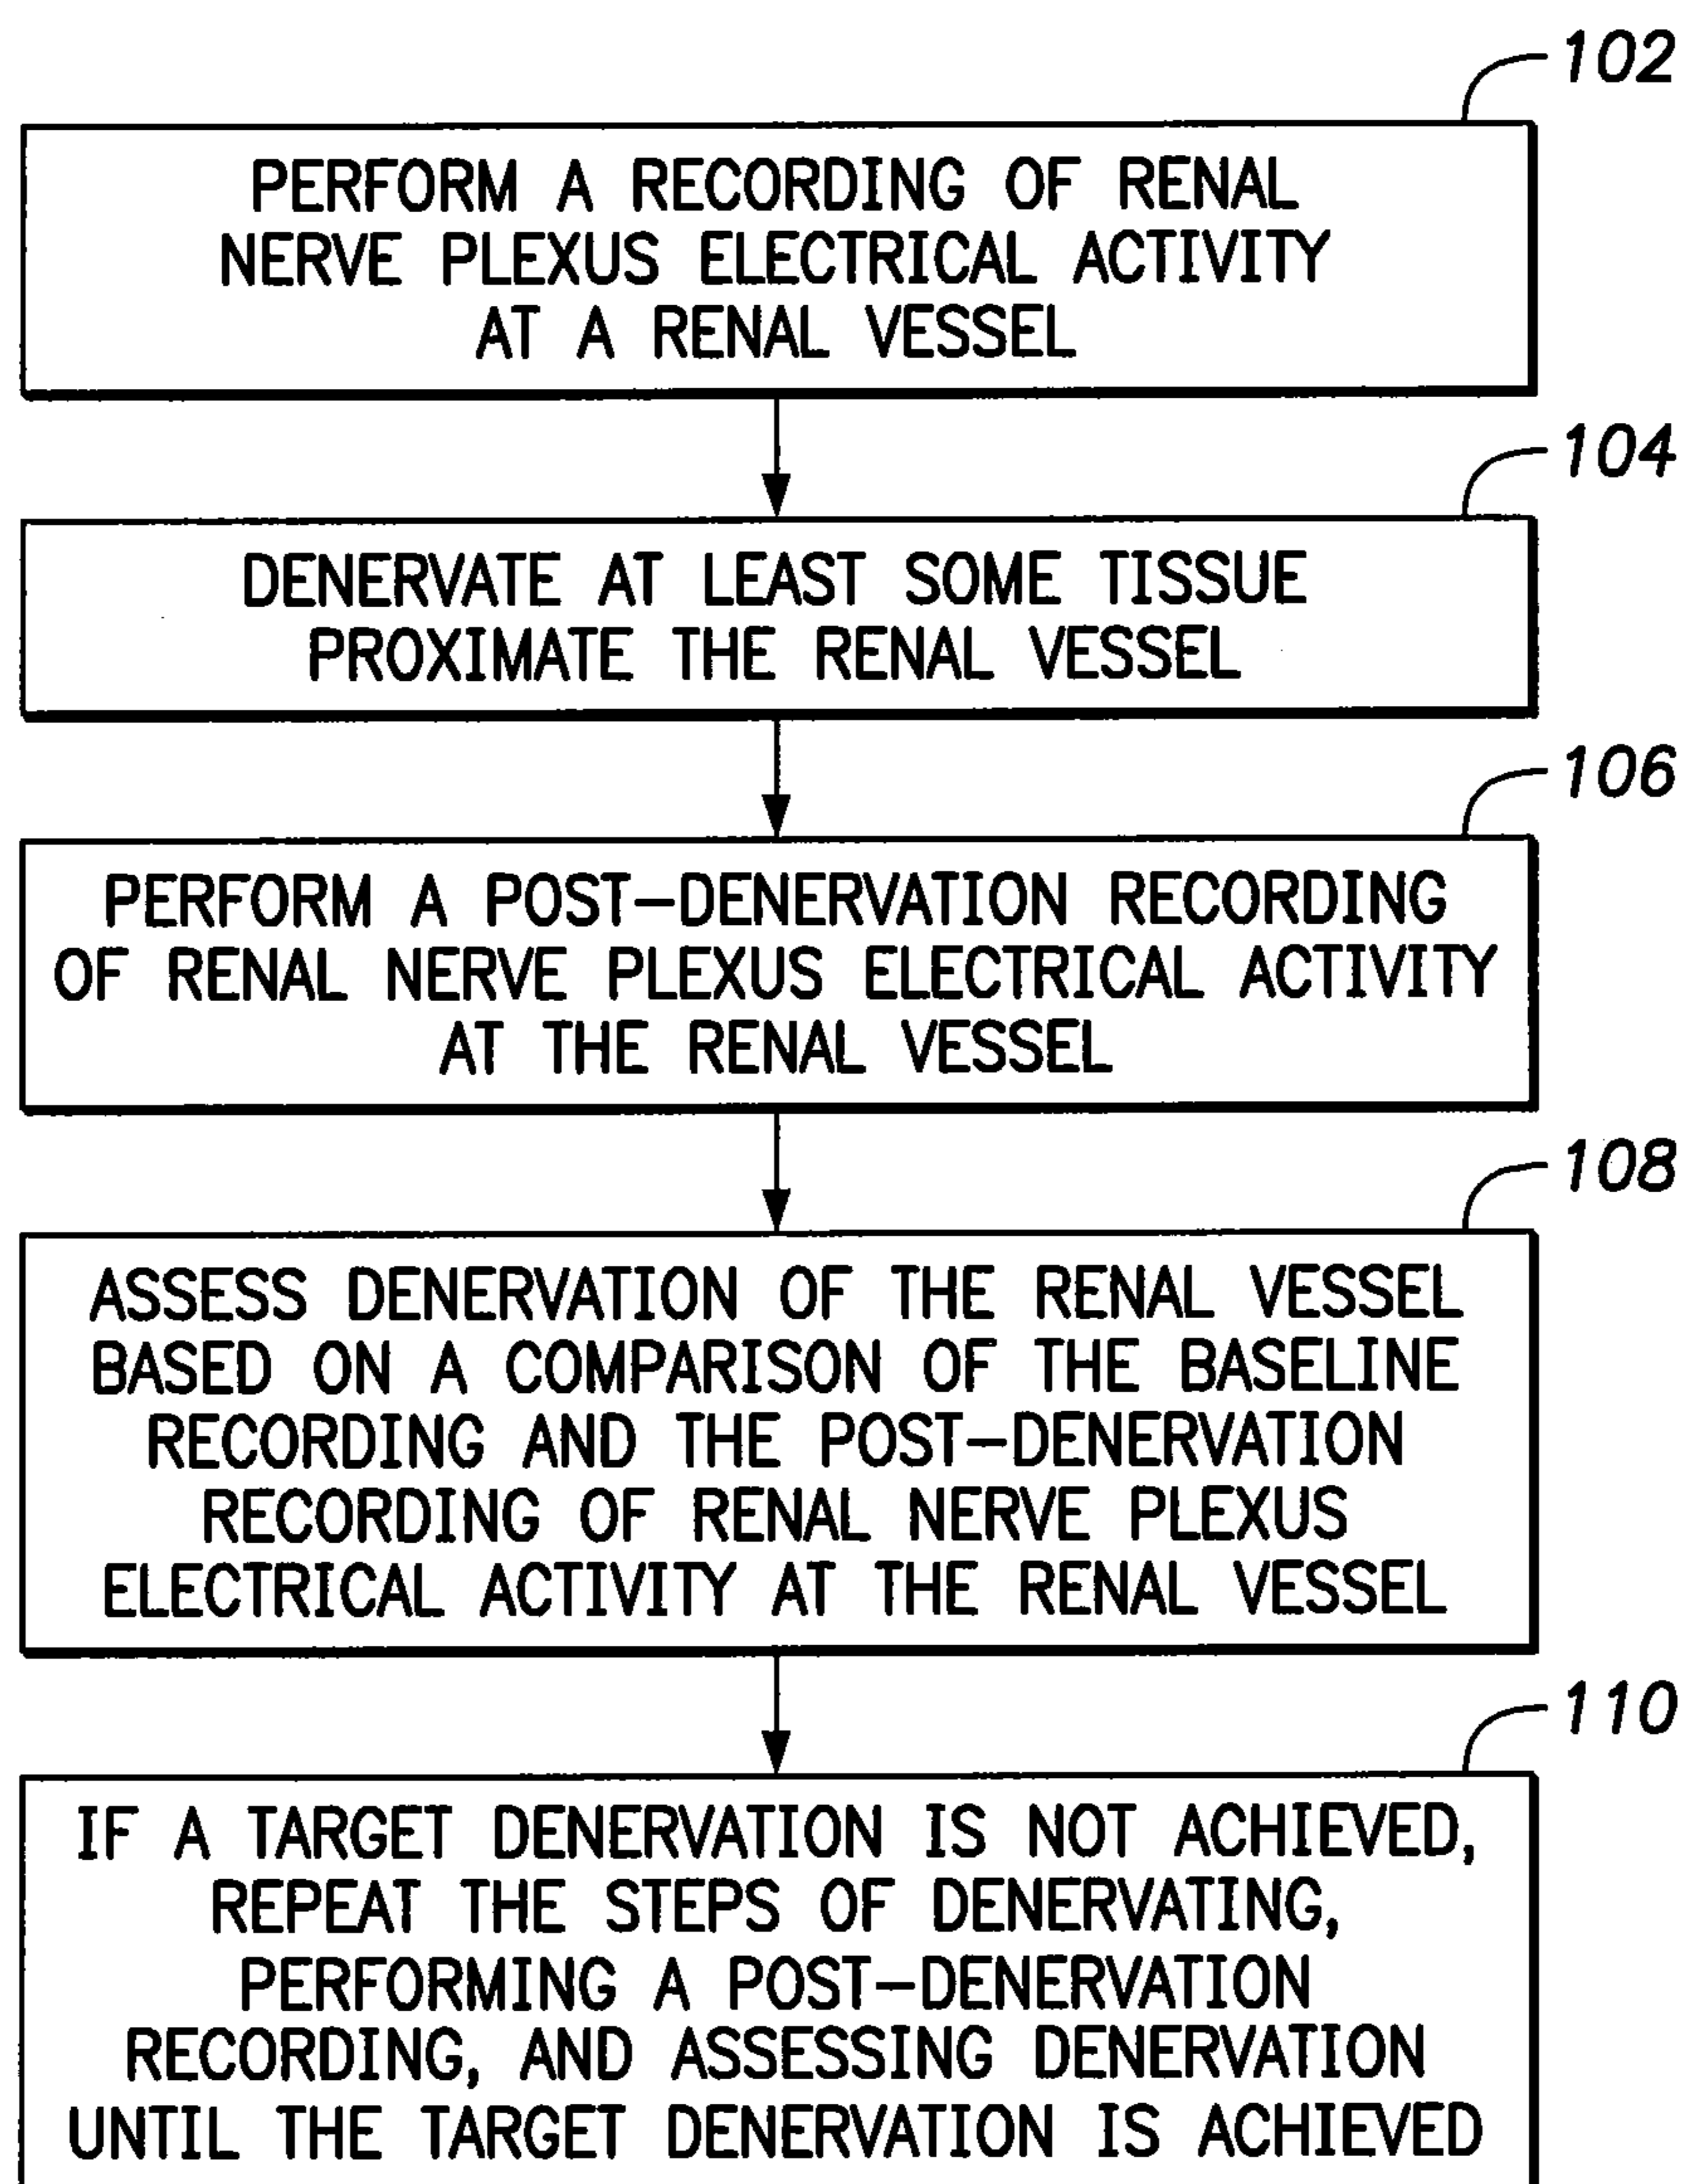 102
PERFORM A RECORDING OF RENAL
NERVE PLEXUS ELECTRICAL ACTIVITY
AT A RENAL VESSEL
104
DENERVATE AT LEAST SOME TISSUE
PROXIMATE THE RENAL VESSEL
106
PERFORM A POST-DENERVATION RECORDING
OF RENAL NERVE PLEXUS ELECTRICAL ACTIVITY
AT THE RENAL VESSEL
108
ASSESS DENERVATION OF THE RENAL VESSEL
BASED ON A COMPARISON OF THE BASELINE
RECORDING AND THE POST-DENERVATION
RECORDING OF RENAL NERVE PLEXUS
ELECTRICAL ACTIVITY AT THE RENAL VESSEL
110
IF A TARGET DENERVATION IS NOT ACHIEVED,
REPEAT THE STEPS OF DENERVATING,
PERFORMING A POST-DENERVATION
RECORDING, AND ASSESSING DENERVATION
UNTIL THE TARGET DENERVATION IS ACHIEVED